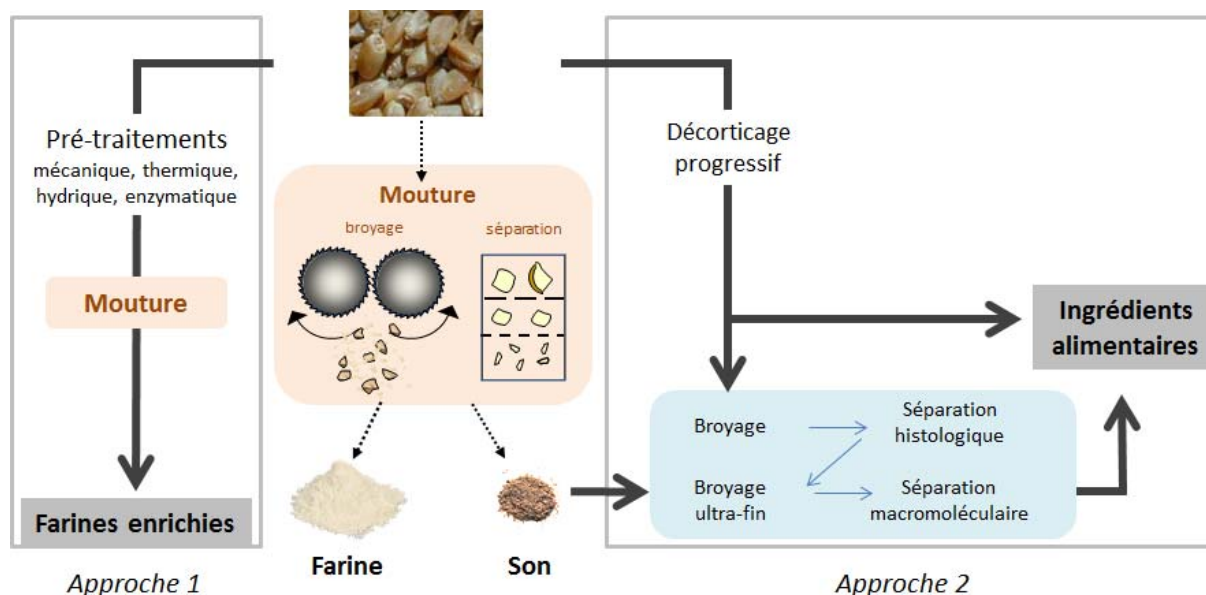 Pré-traitements
mécanique, thermique,
hydrique, enzymatique
Mouture
Farines enrichies
Approche 1
Mouture
broyage
séparation
Farine
Son
Décorticage
progressif
Ingrédients
alimentaires
Broyage
Séparation
histologique
Broyage
ultra-fin
Séparation
macromoléculaire
Approche 2